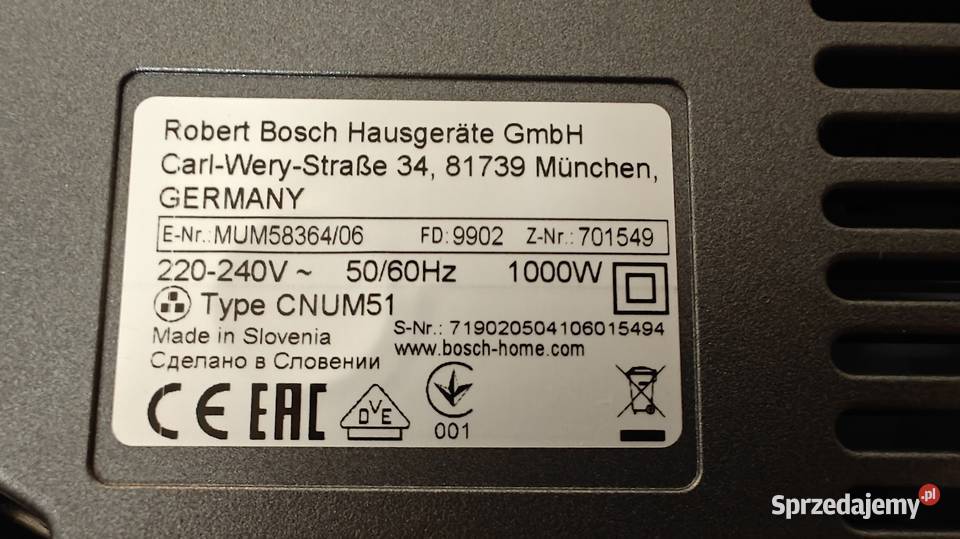 Robert Bosch Hausgeräte GmbH
Carl-Wery-Straße 34, 81739 München,
GERMANY
E-Nr.:MUM58364/06 FD:9902 Z-Nr.:701549
220-240V ~ 50/60Hz 1000W
Type CNUM51
Made in Slovenia
S-Nr.: 719020504106015494
Сделано в Словении
www.bosch-home.com
CE EAC DVE 001
Sprzedajemy.pl